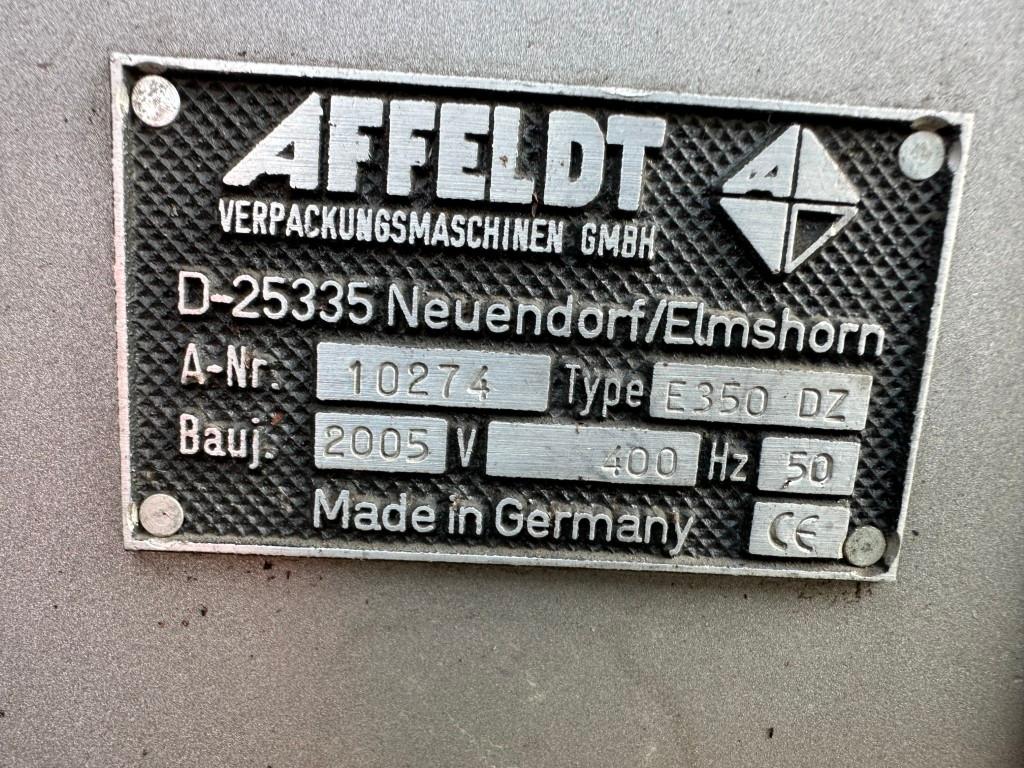 AFFELDT
VERPACKUNGSMASCHINEN GMBH
A
D-25335 Neuendorf/Elmshorn
A-Nr. 10274 Type E350 DZ
Bauj. 2005 V 400 Hz 50
Made in Germany CE